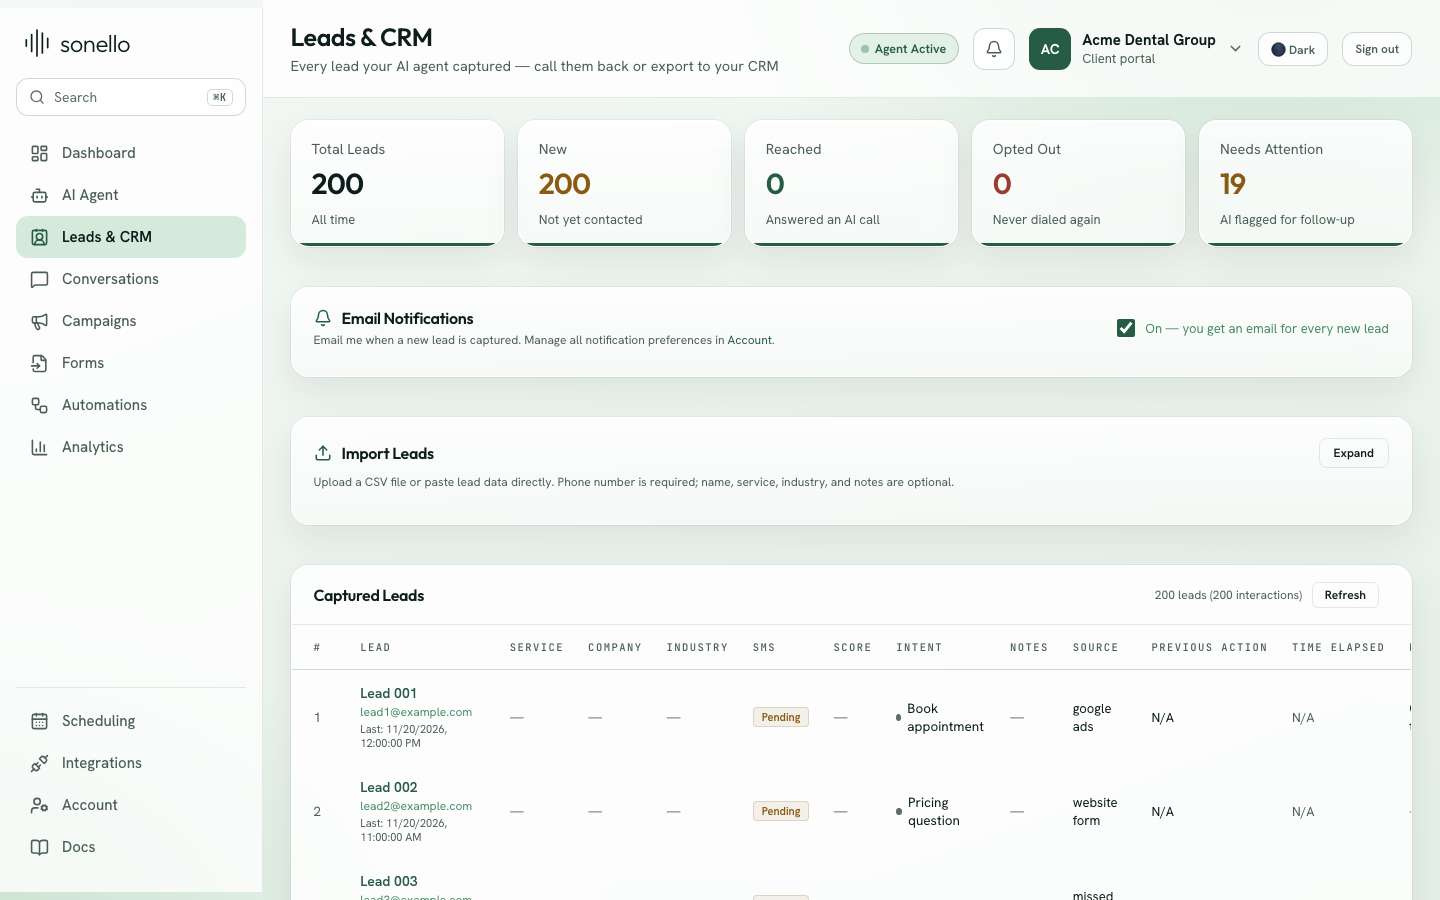 sonello
Search
⌘K
Dashboard
AI Agent
Leads & CRM
Conversations
Campaigns
Forms
Automations
Analytics
Scheduling
Integrations
Account
Docs
Leads & CRM
Every lead your AI agent captured — call them back or export to your CRM
Agent Active
AC
Acme Dental Group
Client portal
Dark
Sign out
Total Leads
200
All time
New
200
Not yet contacted
Reached
0
Answered an AI call
Opted Out
0
Never dialed again
Needs Attention
19
AI flagged for follow-up
Email Notifications
Email me when a new lead is captured. Manage all notification preferences in Account.
On — you get an email for every new lead
Import Leads
Expand
Upload a CSV file or paste lead data directly. Phone number is required; name, service, industry, and notes are optional.
Captured Leads
200 leads (200 interactions)
Refresh
# LEAD SERVICE COMPANY INDUSTRY SMS SCORE INTENT NOTES SOURCE PREVIOUS ACTION TIME ELAPSED
1
Lead 001
lead1@example.com
Last: 11/20/2026,
12:00:00 PM
— — — Pending —
Book
appointment
—
google
ads
N/A
N/A
2
Lead 002
lead2@example.com
Last: 11/20/2026,
11:00:00 AM
— — — Pending —
Pricing
question
—
website
form
N/A
N/A
Lead 003
lead3@example.com
missed